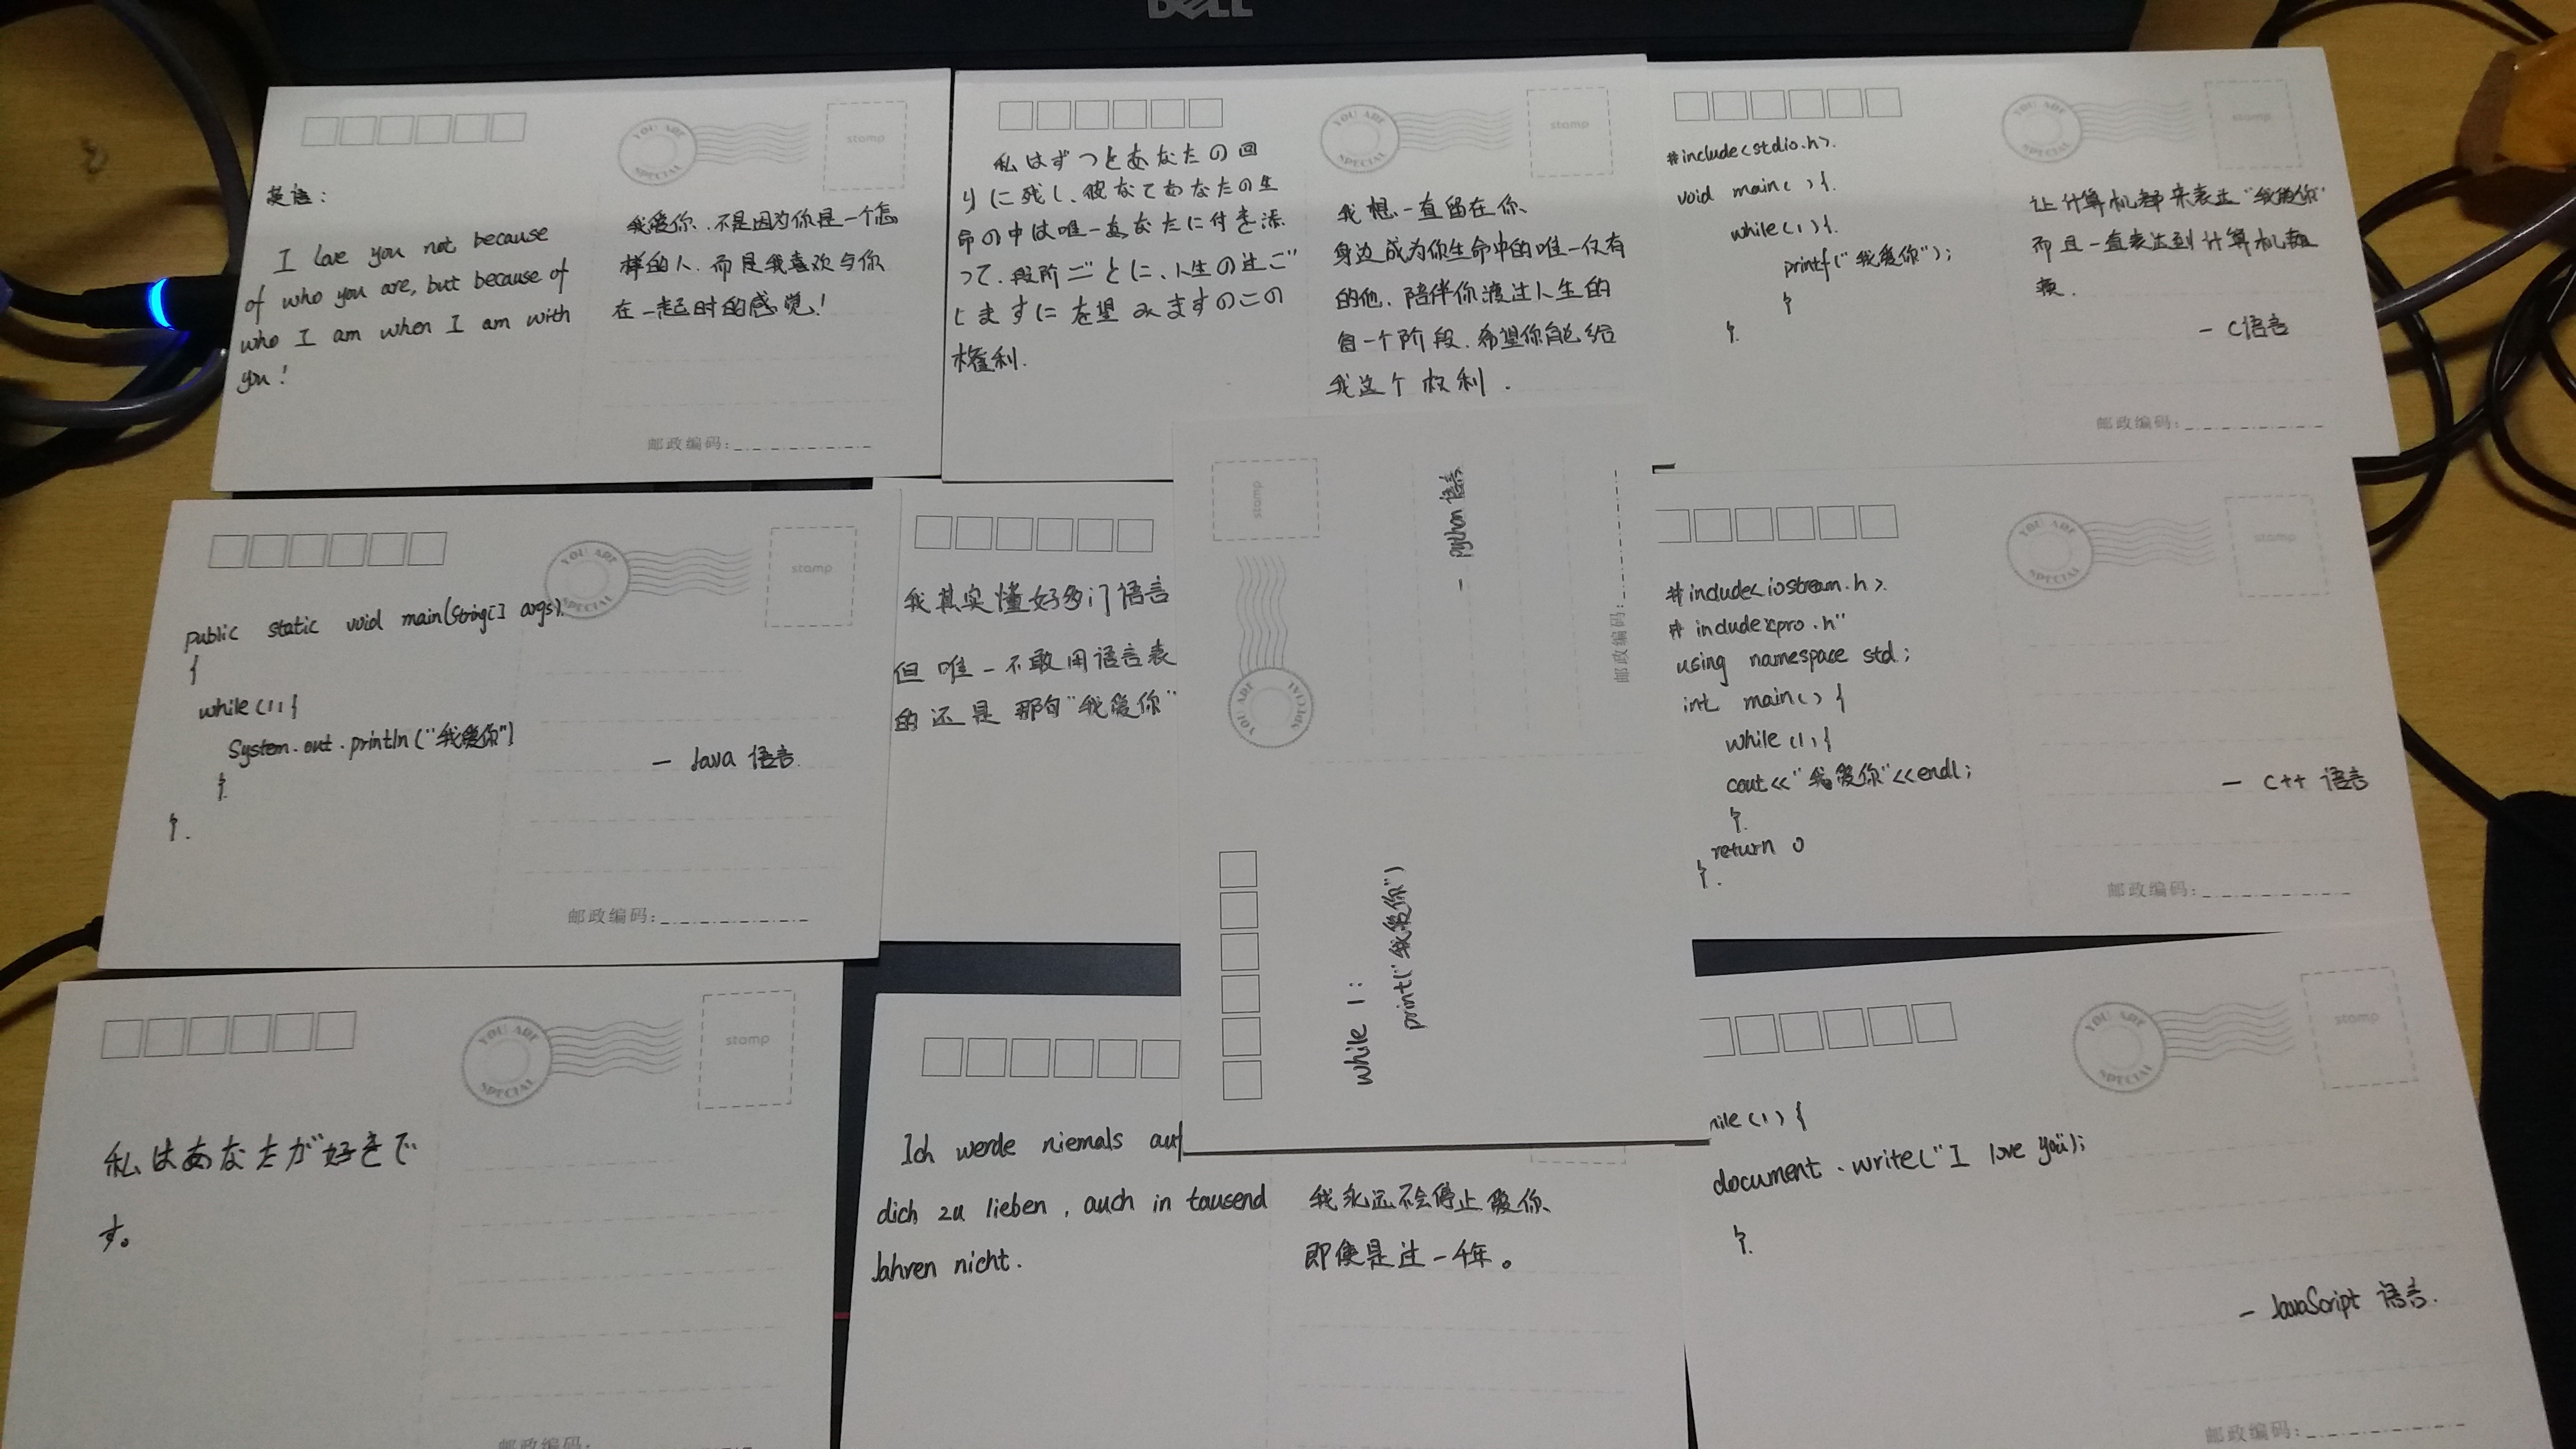 DELL
YOU ARE SPECIAL
stamp
英语：
I love you not because
of who you are, but because of
who I am when I am with
you!
我爱你，不是因为你是一个怎
样的人，而是我喜欢与你
在一起时的感觉！
邮政编码：
私はずつとあなたの回
りに残し、彼なてあなたの生
命の中は唯一あなたに付き添
って、段阶ごとに、人生の过ご
しますにを望みますのこの
権利.
YOU ARE SPECIAL
stamp
我想一直留在你、
身边成为你生命中的唯一仅有
的他，陪伴你渡过人生的
每一个阶段，希望你能给
我这个权利．
#include<stdio.h>.
void main( ){.
while(1){.
printf("我爱你");
}
}.
YOU ARE SPECIAL
stamp
让计算机都来表达"我爱你"
而且一直表达到计算机
— C语言
邮政编码：
public static void main(String[] args).
{
while(1){
System.out.println("我爱你")
}.
}.
YOU ARE SPECIAL
stamp
— Java 语言.
邮政编码：
我其实懂好多门语言
但唯一不敢用语言表
的还是那句"我爱你"
stamp
YOU ARE SPECIAL
— python 语言
邮政编码：
while 1:
print("我爱你")
#include<iostream.h>.
# include"pro.h"
using namespace std;
int main() {
while(1){
cout<<"我爱你"<<endl;
}.
return 0
}.
YOU ARE SPECIAL
stamp
— C++ 语言
邮政编码：
私はあなたが好きで
す。
YOU ARE SPECIAL
stamp
邮政编码：
Ich werde niemals auf
dich zu lieben, auch in tausend
Jahren nicht.
我永远不会停止爱你、
即使是过一千年。
hile(1){
document.write("I love you");
}.
YOU ARE SPECIAL
stamp
— JavaScript 语言.
邮政编码：